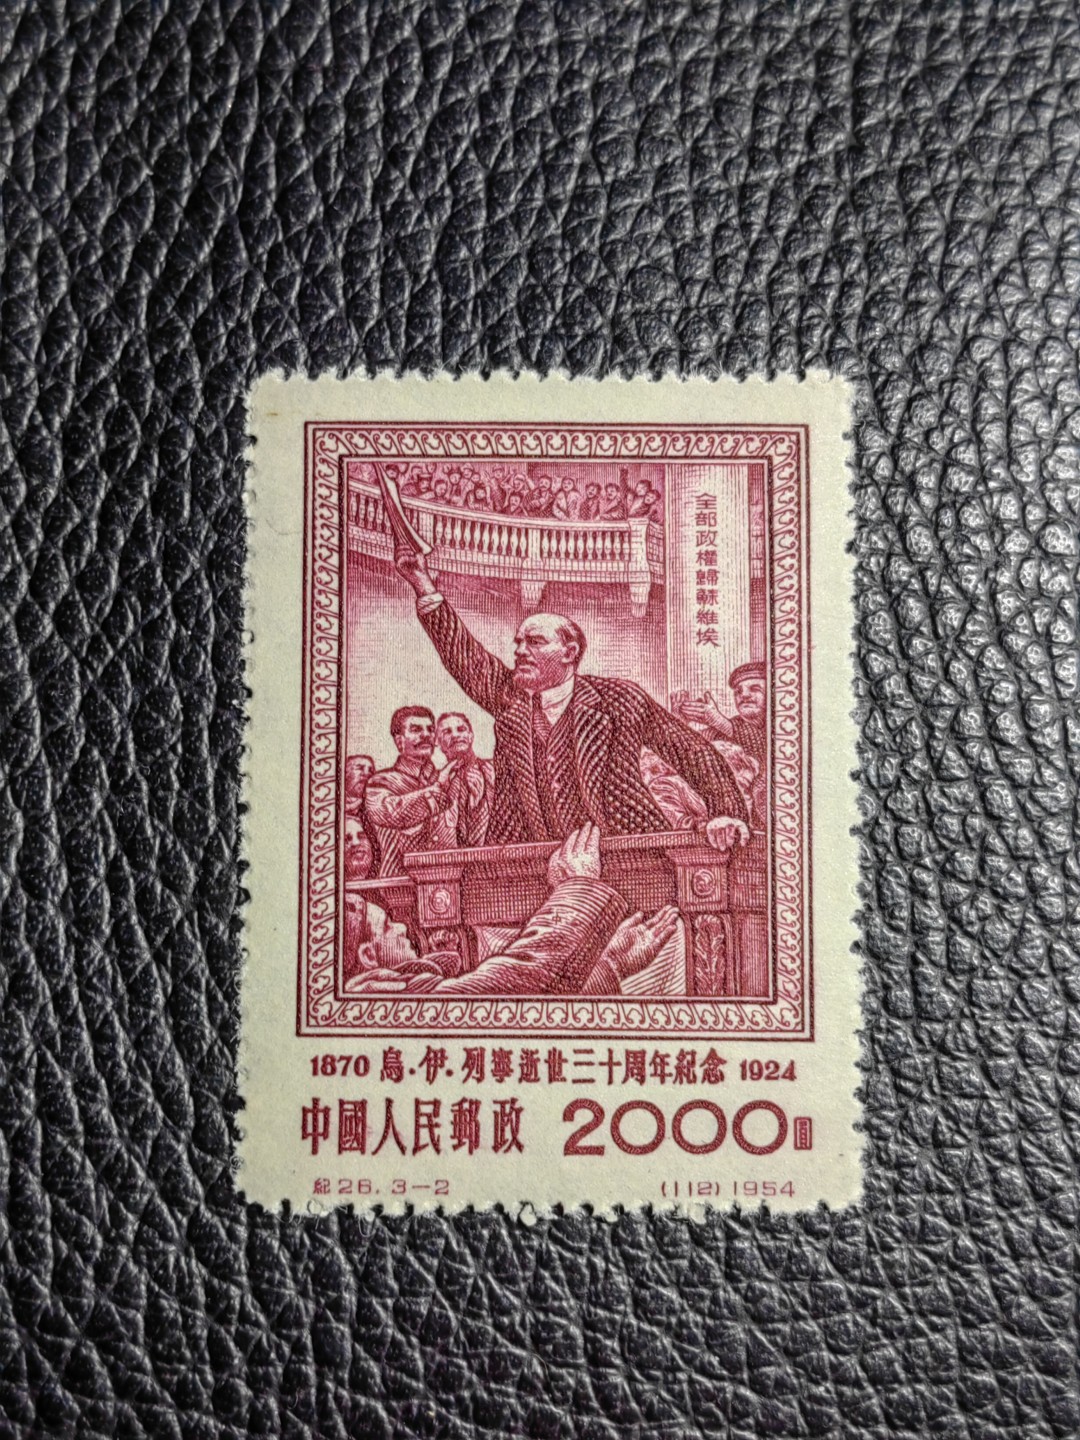 全部政權歸蘇維埃
1870 烏·伊·列寧逝世三十周年紀念 1924
中國人民郵政 2000圓
紀26. 3-2 (112) 1954